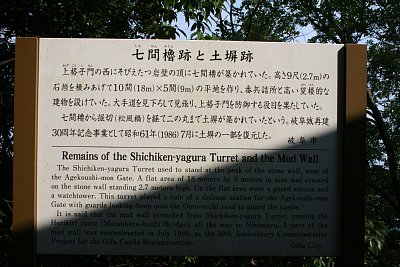 七間櫓跡と土塀跡
上格子門の西にそびえたつ岩壁の頂に七間櫓が築かれていた。高さ9尺(2.7m)の
石垣を積みあげて10間(18m)×5間(9m)の平地を作り、番兵詰所と高い望楼的な
建物を設けていた。大手道を見下ろして見張り、上格子門を防御する役目を果たしていた。
七間櫓から掘切(松風橋)を経て二の丸まで土塀が築かれていたという。岐阜城再建
30周年記念事業として昭和61年(1986)7月に土塀の一部を復元した。 岐阜市
Remains of the Shichiken-yagura Turret and the Mud Wall
The Shichiken-yagura Turret used to stand at the peak of the stone wall, west of
the Agekoushi-mon Gate. A flat area of 18 meters by 9 meters in size was created
on the stone wall standing 2.7 meters high. On the flat area were a guard station and
a watchtower. This turret played a role of a defense station for the Agekoushi-mon
Gate with guards looking down onto the Oote-michi road to guard the castle.
It is said that the mud wall stretched from Shichiken-yagura Turret, passing the
Horikiri route (Matsukaze-bashi-Bridge), all the way to Ninomaru. A part of the
mud wall was reconstructed in July 1986, as the 30th Anniversary Commemorative
Project for the Gifu Castle Reconstruction. Gifu City